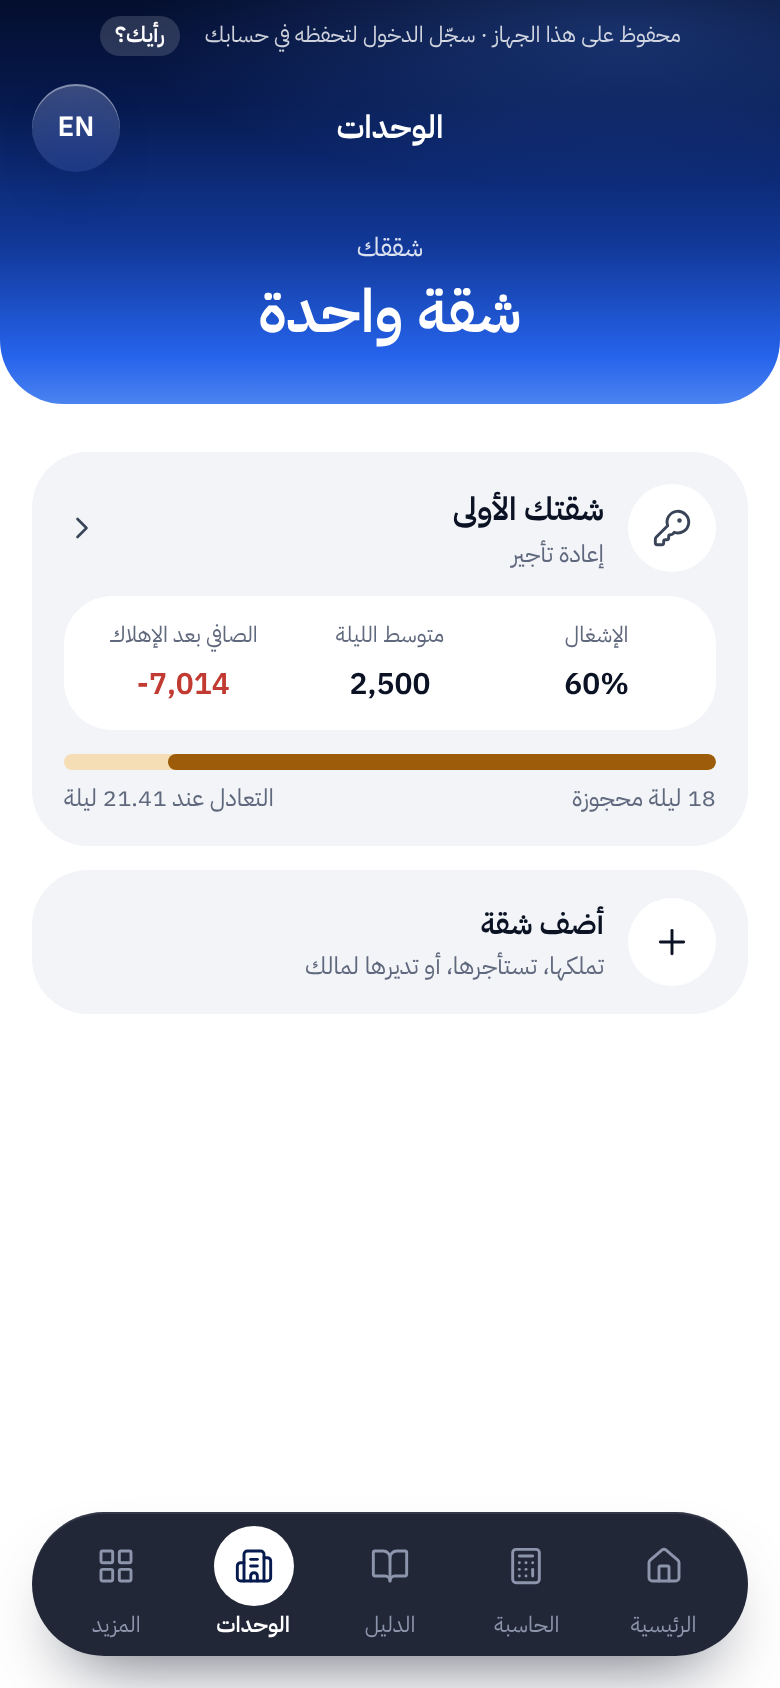 محفوظ على هذا الجهاز · سجّل الدخول لتحفظه في حسابك
رأيك؟
الوحدات
EN
شققك
شقة واحدة
شقتك الأولى
إعادة تأجير
الإشغال
60%
متوسط الليلة
2,500
الصافي بعد الإهلاك
-7,014
18 ليلة محجوزة
التعادل عند 21.41 ليلة
أضف شقة
تملكها، تستأجرها، أو تديرها لمالك
الرئيسية
الحاسبة
الدليل
الوحدات
المزيد